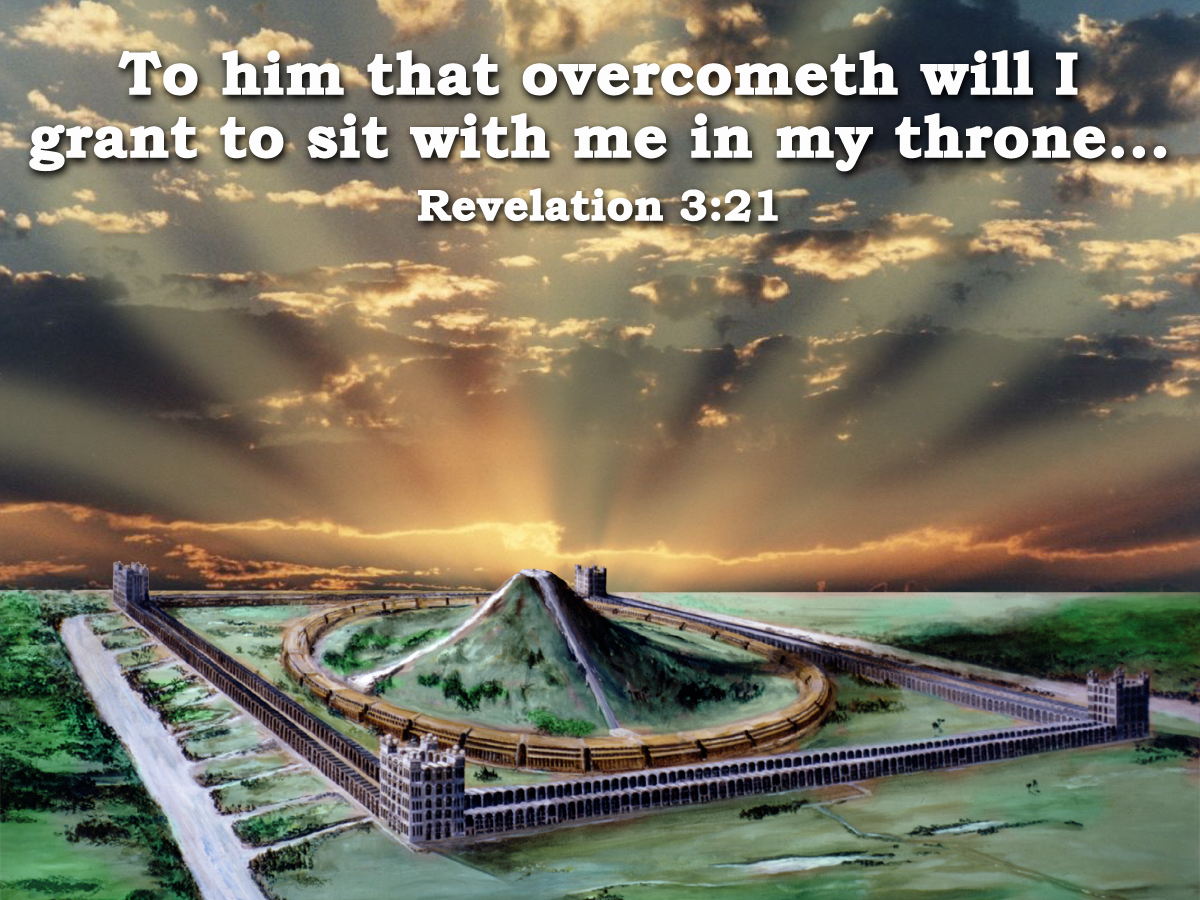 To him that overcometh will I
grant to sit with me in my throne...
Revelation 3:21